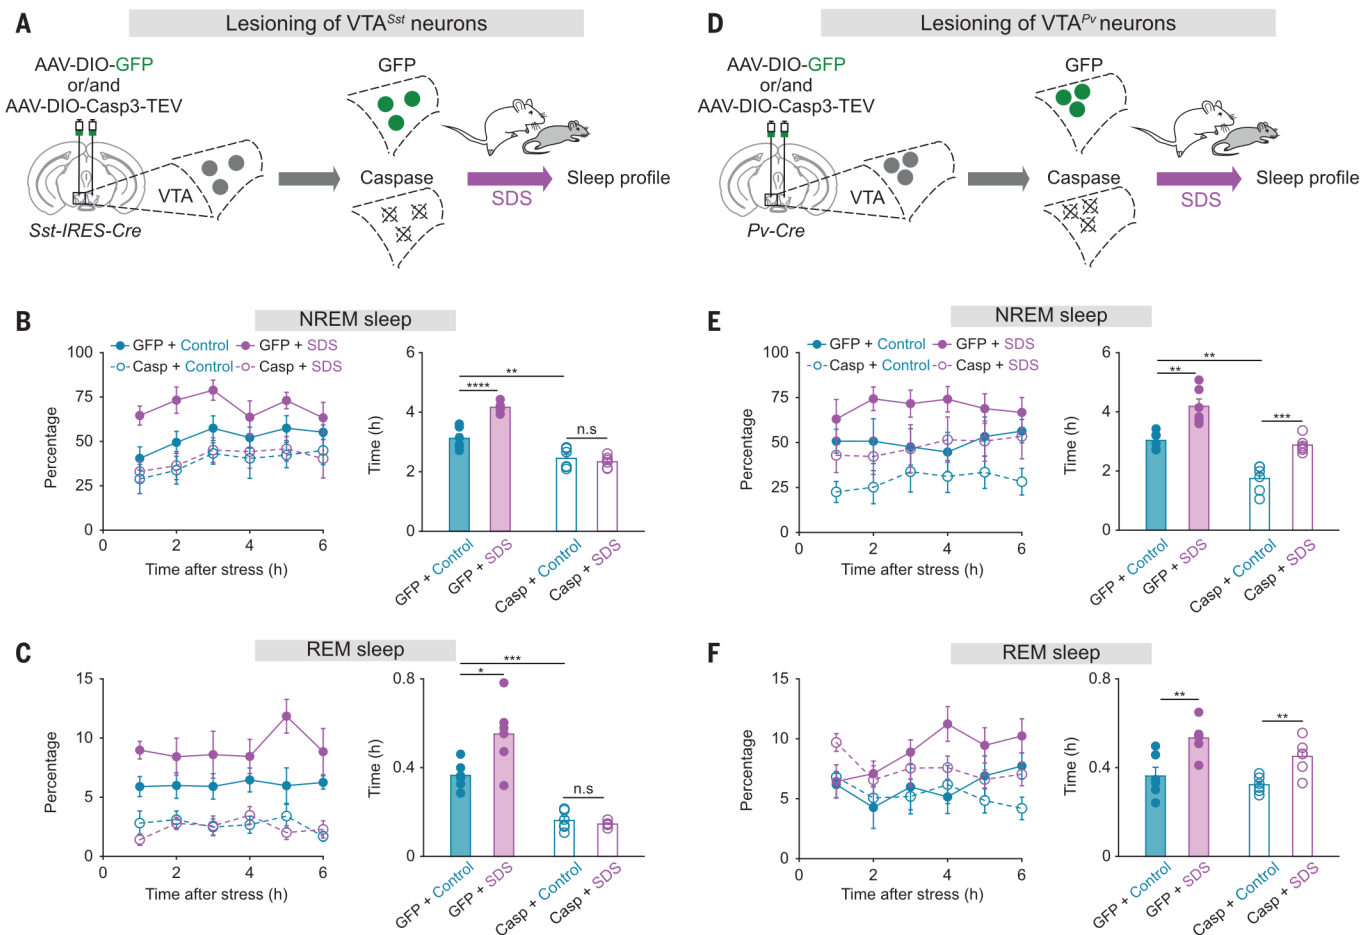 A
Lesioning of VTASst neurons
AAV-DIO-GFP
or/and
AAV-DIO-Casp3-TEV
GFP
VTA
Caspase
Sleep profile
SDS
Sst-IRES-Cre
D
Lesioning of VTAPv neurons
AAV-DIO-GFP
or/and
AAV-DIO-Casp3-TEV
GFP
VTA
Caspase
Sleep profile
SDS
Pv-Cre
B
NREM sleep
GFP + Control
GFP + SDS
Casp + Control
Casp + SDS
Percentage
100
75
50
25
0
0
2
4
6
Time after stress (h)
Time (h)
6
4
2
0
**
****
n.s
GFP + Control
GFP + SDS
Casp + Control
Casp + SDS
E
NREM sleep
GFP + Control
GFP + SDS
Casp + Control
Casp + SDS
Percentage
100
75
50
25
0
0
2
4
6
Time after stress (h)
Time (h)
6
4
2
0
**
**
***
GFP + Control
GFP + SDS
Casp + Control
Casp + SDS
C
REM sleep
Percentage
15
10
5
0
0
2
4
6
Time after stress (h)
Time (h)
0.8
0.4
0
***
*
n.s
GFP + Control
GFP + SDS
Casp + Control
Casp + SDS
F
REM sleep
Percentage
15
10
5
0
0
2
4
6
Time after stress (h)
Time (h)
0.8
0.4
0
**
**
GFP + Control
GFP + SDS
Casp + Control
Casp + SDS